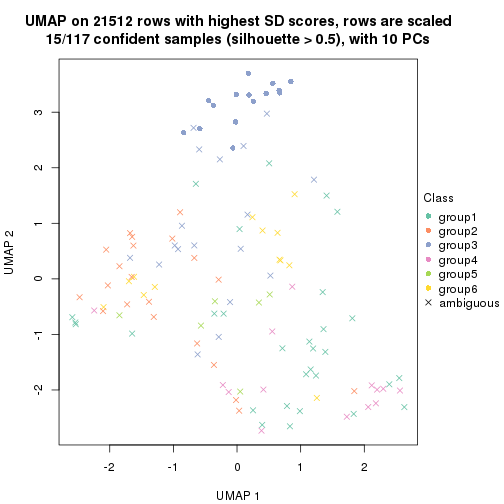 UMAP on 21512 rows with highest SD scores, rows are scaled
15/117 confident samples (silhouette > 0.5), with 10 PCs
3
2
1
0
-1
-2
UMAP 2
-2
-1
0
1
2
UMAP 1
Class
group1
group2
group3
group4
group5
group6
ambiguous